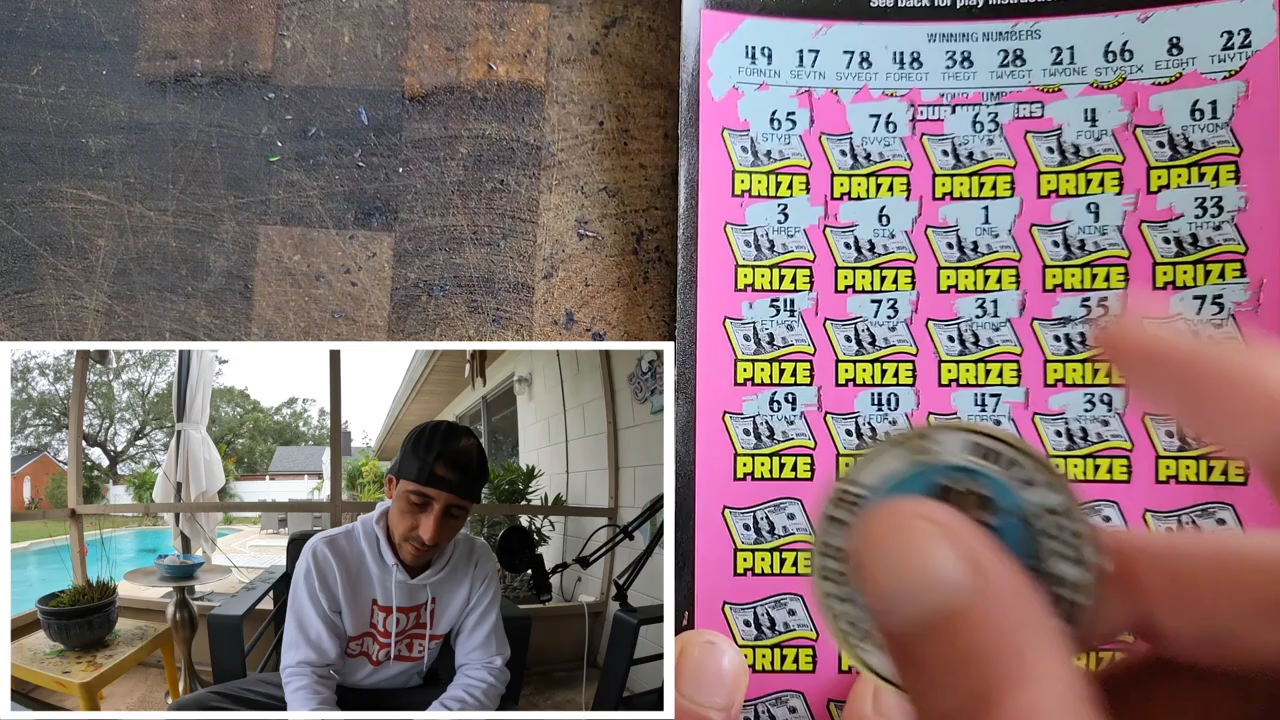 See back for play instructions
WINNING NUMBERS
49 17 78 48 38 28 21 66 8 22
FORNIN SEVTN SVYEGT FOREGT THEGT TWYEGT TWYONE STYSIX EIGHT
YOUR NUMBERS
65 76 63 4 61
FOUR STYON
PRIZE PRIZE PRIZE PRIZE PRIZE
3 6 1 9 33
SIX ONE NINE
PRIZE PRIZE PRIZE PRIZE PRIZE
54 73 31 55 75
PRIZE PRIZE PRIZE PRIZE PRIZE
69 40 47 39
PRIZE PRIZE PRIZE
PRIZE
PRIZE
HOLY
SMOKES